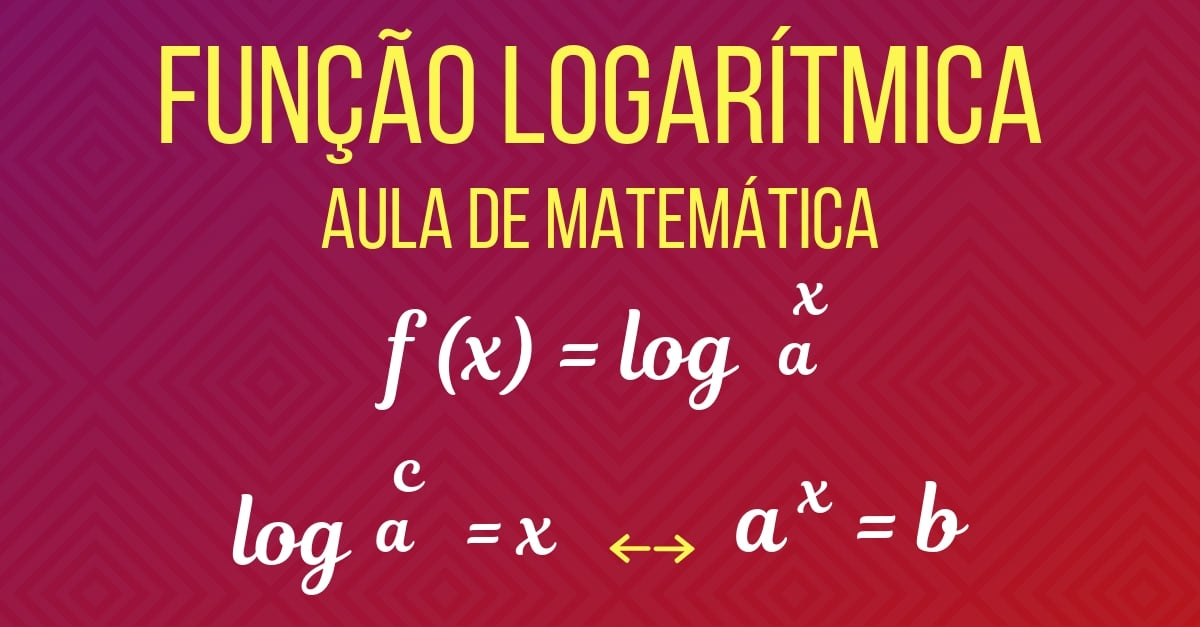 FUNÇÃO LOGARÍTMICA
AULA DE MATEMÁTICA
f(x) = log a x
log a c = x ↔ a^x = b